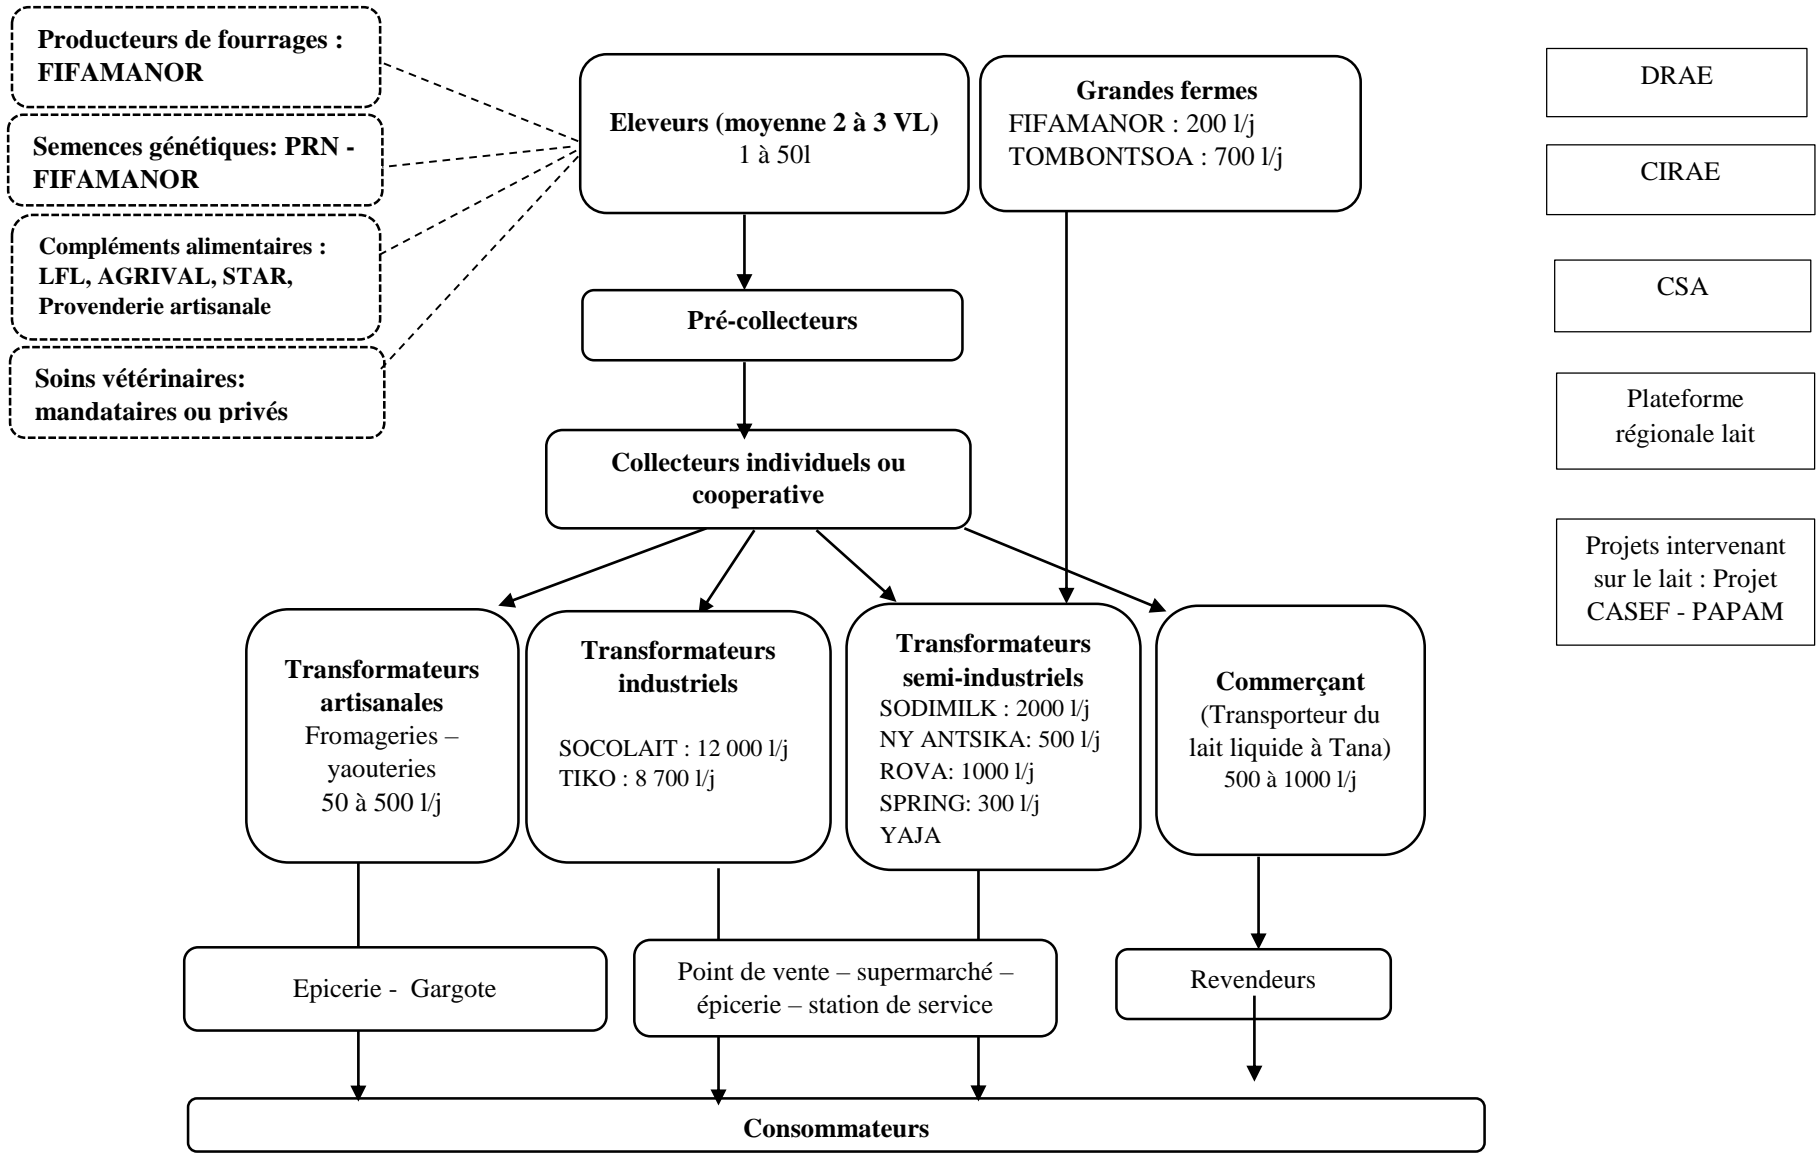 Producteurs de fourrages :
FIFAMANOR
Semences génétiques: PRN -
FIFAMANOR
Compléments alimentaires :
LFL, AGRIVAL, STAR,
Provenderie artisanale
Soins vétérinaires:
mandataires ou privés
Eleveurs (moyenne 2 à 3 VL)
1 à 50l
Grandes fermes
FIFAMANOR : 200 l/j
TOMBONTSOA : 700 l/j
Pré-collecteurs
Collecteurs individuels ou
cooperative
Transformateurs
artisanales
Fromageries –
yaouteries
50 à 500 l/j
Transformateurs
industriels
SOCOLAIT : 12 000 l/j
TIKO : 8 700 l/j
Transformateurs
semi-industriels
SODIMILK : 2000 l/j
NY ANTSIKA: 500 l/j
ROVA: 1000 l/j
SPRING: 300 l/j
YAJA
Commerçant
(Transporteur du
lait liquide à Tana)
500 à 1000 l/j
Epicerie - Gargote
Point de vente – supermarché –
épicerie – station de service
Revendeurs
Consommateurs
DRAE
CIRAE
CSA
Plateforme
régionale lait
Projets intervenant
sur le lait : Projet
CASEF - PAPAM